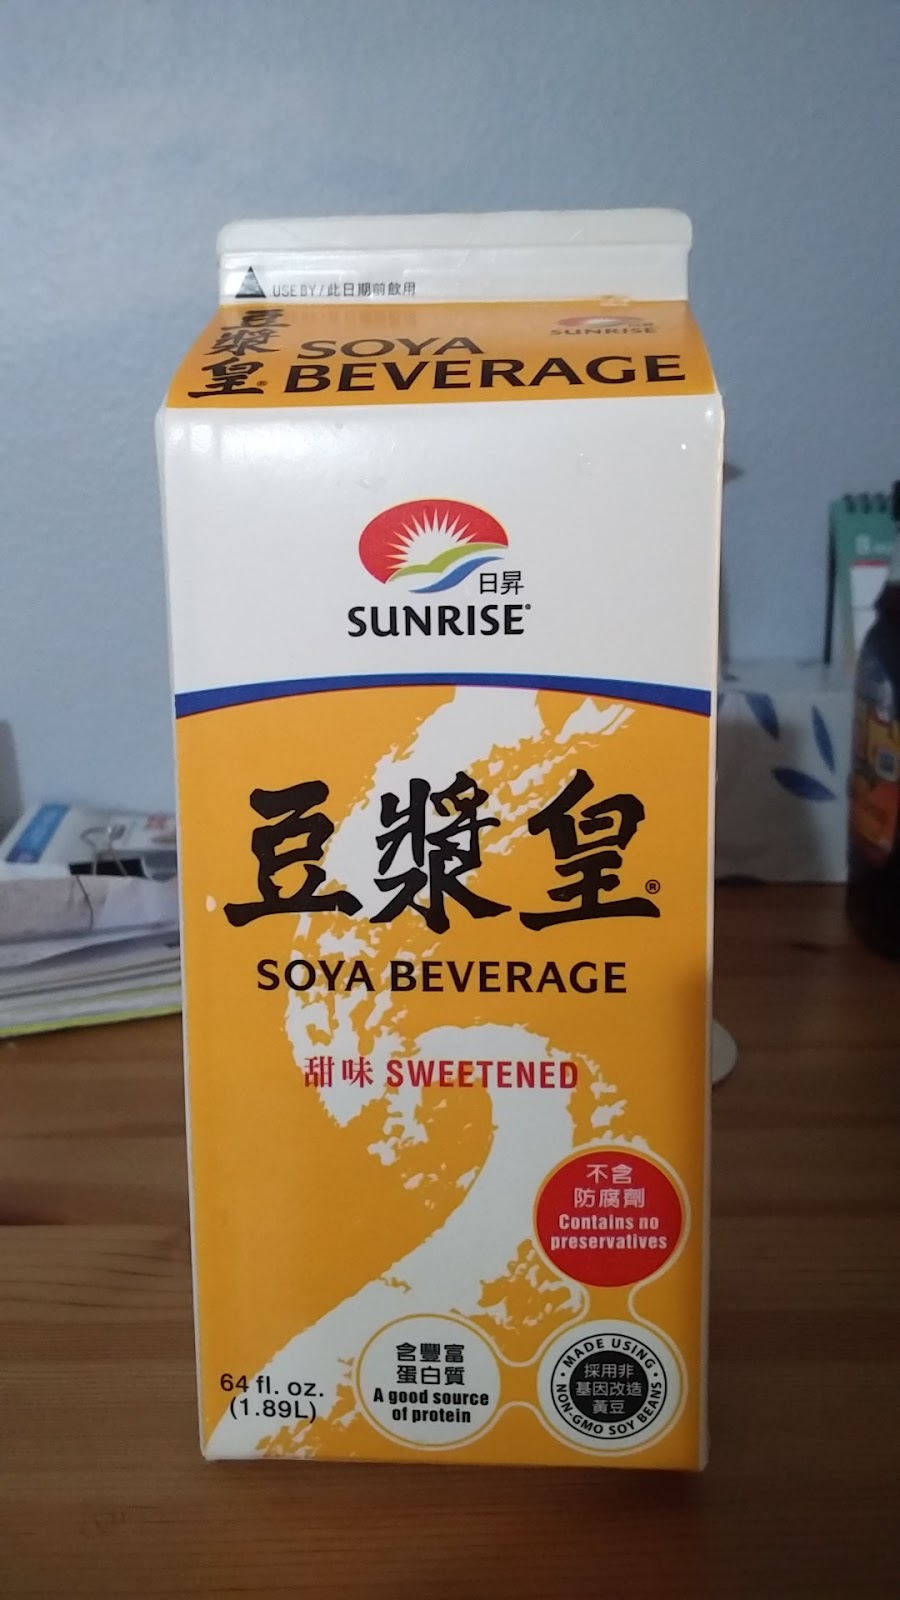 USE BY / 此日期前飲用
豆漿皇®
SOYA
BEVERAGE
日昇
SUNRISE
日昇
SUNRISE®
豆漿皇®
SOYA BEVERAGE
甜味 SWEETENED
不含
防腐劑
Contains no
preservatives
含豐富
蛋白質
A good source
of protein
MADE USING
採用非
基因改造
黃豆
NON-GMO SOY BEANS
64 fl. oz.
(1.89L)